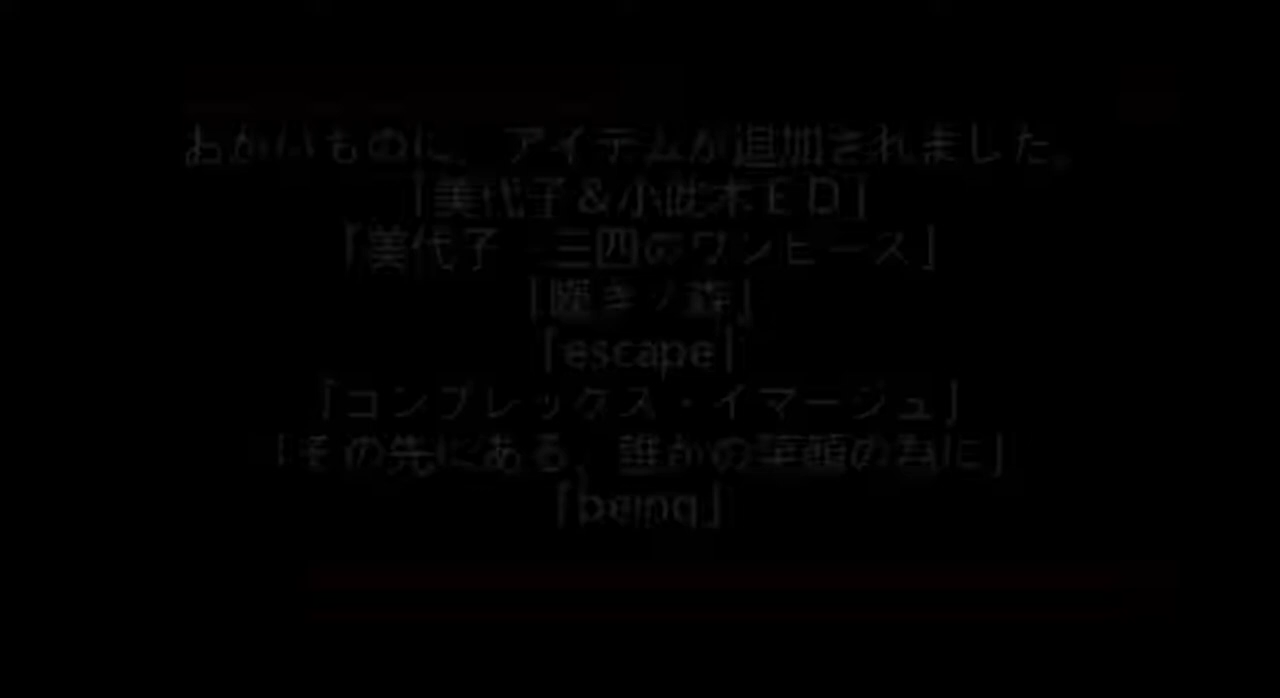 おかいものに、アイテムが追加されました。
「美代子&小此木ED」
『美代子 三四のワンピース』
「嘆きノ森」
「escape」
『コンプレックス・イマージュ』
「その先にある、誰かの笑顔の為に」
「being」